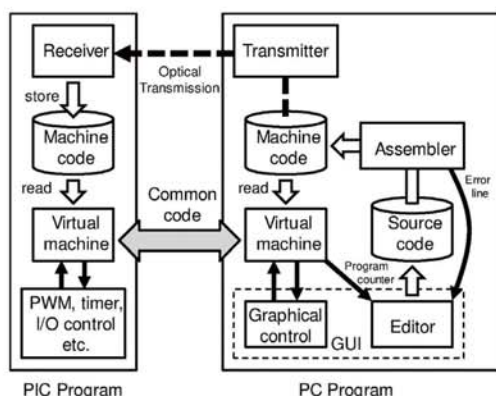 Receiver
Transmitter
Optical
Transmission
store
Machine
code
Machine
code
Assembler
read
read
Error
line
Common
code
Virtual
machine
Virtual
machine
Source
code
Program
counter
PWM, timer,
I/O control
etc.
Graphical
control
GUI
Editor
PIC Program
PC Program